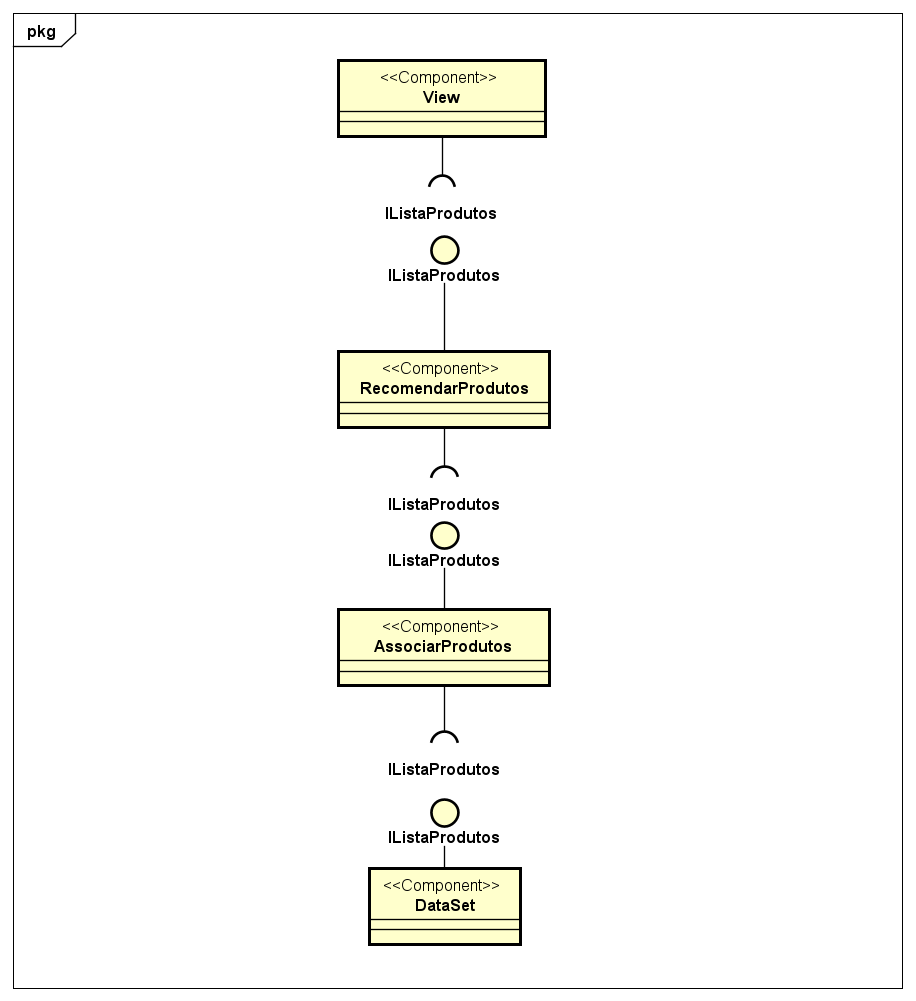 pkg
<<Component>>
View
IListaProdutos
IListaProdutos
<<Component>>
RecomendarProdutos
IListaProdutos
IListaProdutos
<<Component>>
AssociarProdutos
IListaProdutos
IListaProdutos
<<Component>>
DataSet